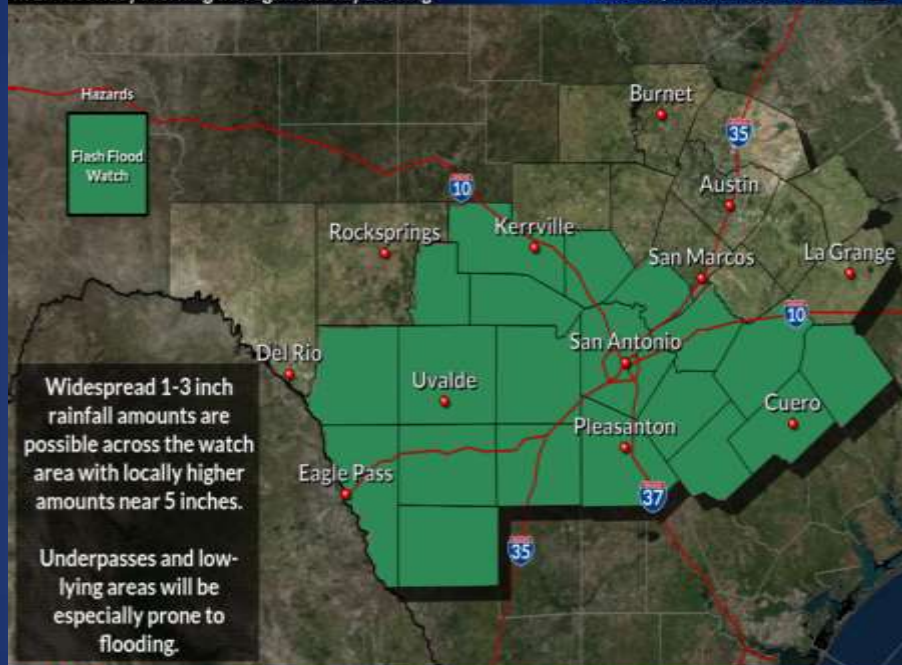 Hazards
Flash Flood
Watch
Burnet
35
Austin
10
Rocksprings
Kerrville
San Marcos
La Grange
10
San Antonio
Del Rio
Uvalde
Cuero
Pleasanton
Eagle Pass
37
35
Widespread 1-3 inch
rainfall amounts are
possible across the watch
area with locally higher
amounts near 5 inches.
Underpasses and low-
lying areas will be
especially prone to
flooding.